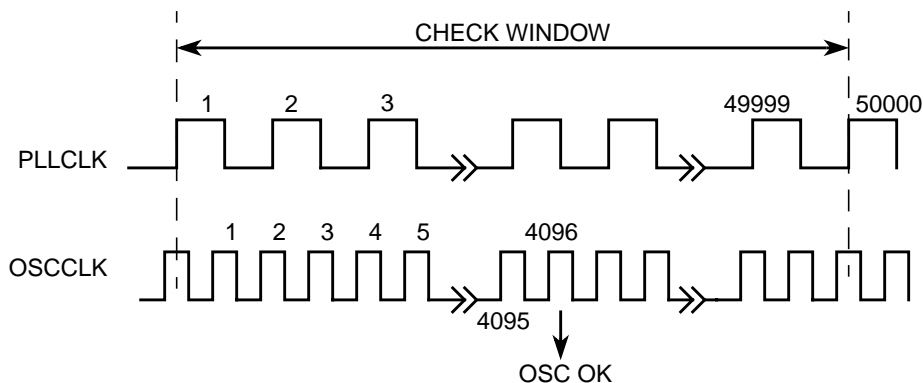 CHECK WINDOW
1 2 3 49999 50000
PLLCLK
1 2 3 4 5 4096
OSCCLK
4095
OSC OK